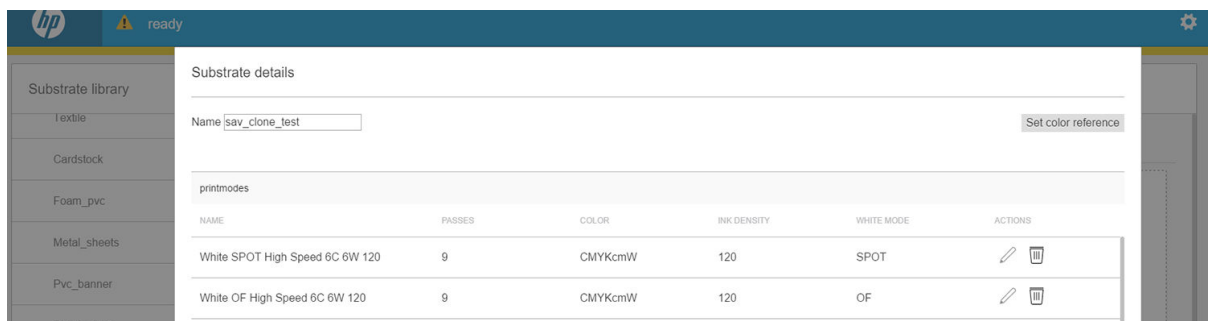 hp
ready
Substrate details
Substrate library
Textile
Name sav_clone_test
Set color reference
Cardstock
printmodes
Foam_pvc
NAME PASSES COLOR INK DENSITY WHITE MODE ACTIONS
Metal_sheets
White SPOT High Speed 6C 6W 120 9 CMYKcmW 120 SPOT
Pvc_banner
White OF High Speed 6C 6W 120 9 CMYKcmW 120 OF